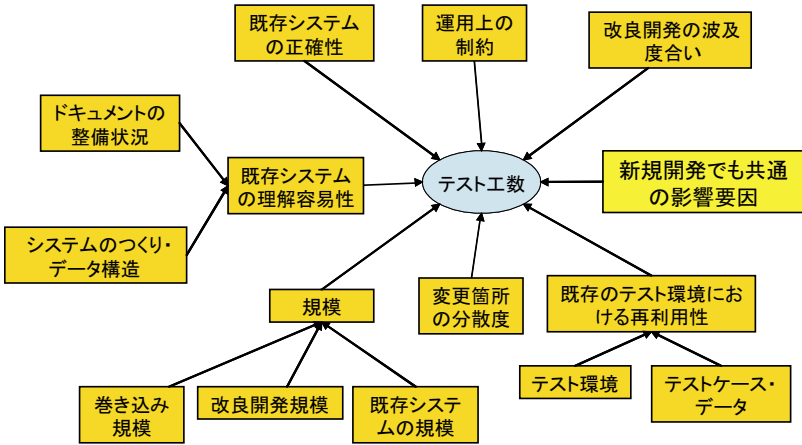 既存システム
の正確性
運用上の
制約
改良開発の波及
度合い
ドキュメントの
整備状況
既存システム
の理解容易性
テスト工数
新規開発でも共通
の影響要因
システムのつくり・
データ構造
規模
変更箇所
の分散度
既存のテスト環境にお
ける再利用性
巻き込み
規模
改良開発規模
既存システ
ムの規模
テスト環境
テストケース・
データ